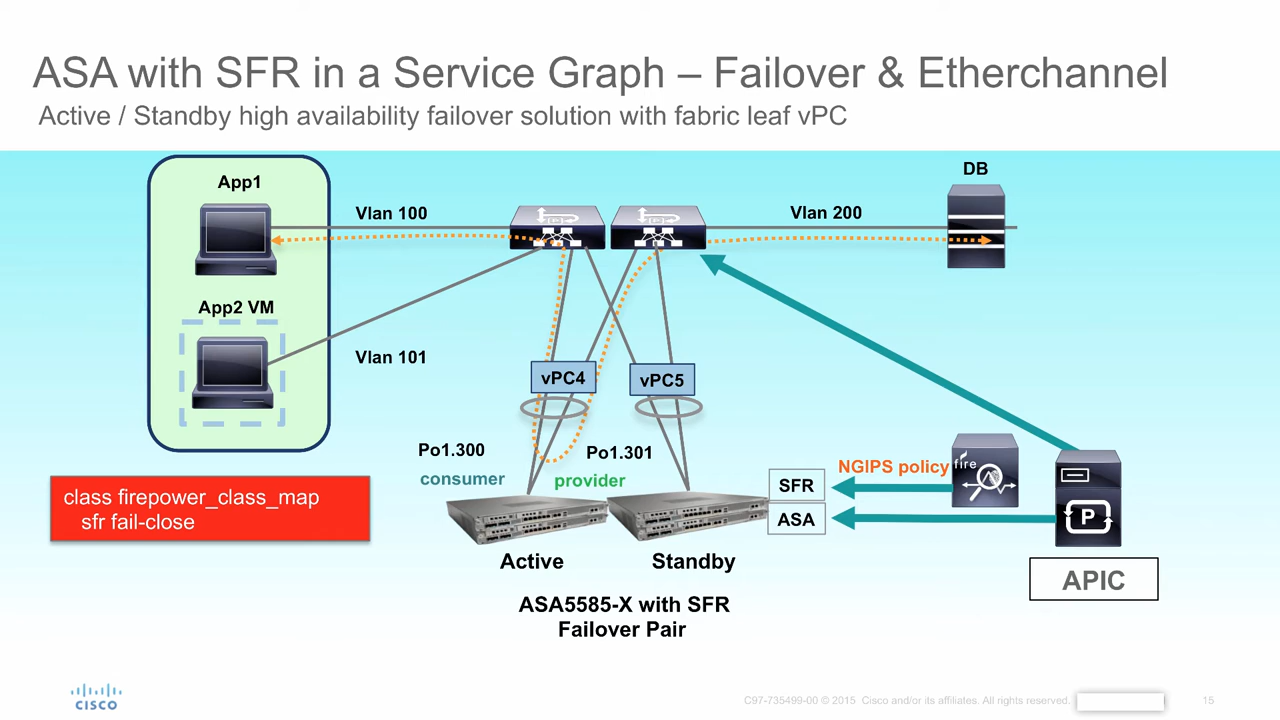 ASA with SFR in a Service Graph – Failover & Etherchannel
Active / Standby high availability failover solution with fabric leaf vPC
App1
Vlan 100
Vlan 200
DB
App2 VM
Vlan 101
vPC4
vPC5
Po1.300
consumer
Po1.301
provider
class firepower_class_map
sfr fail-close
SFR
ASA
NGIPS policy
fire
P
APIC
Active
Standby
ASA5585-X with SFR
Failover Pair
CISCO
C97-735499-00 © 2015 Cisco and/or its affiliates. All rights reserved.
15